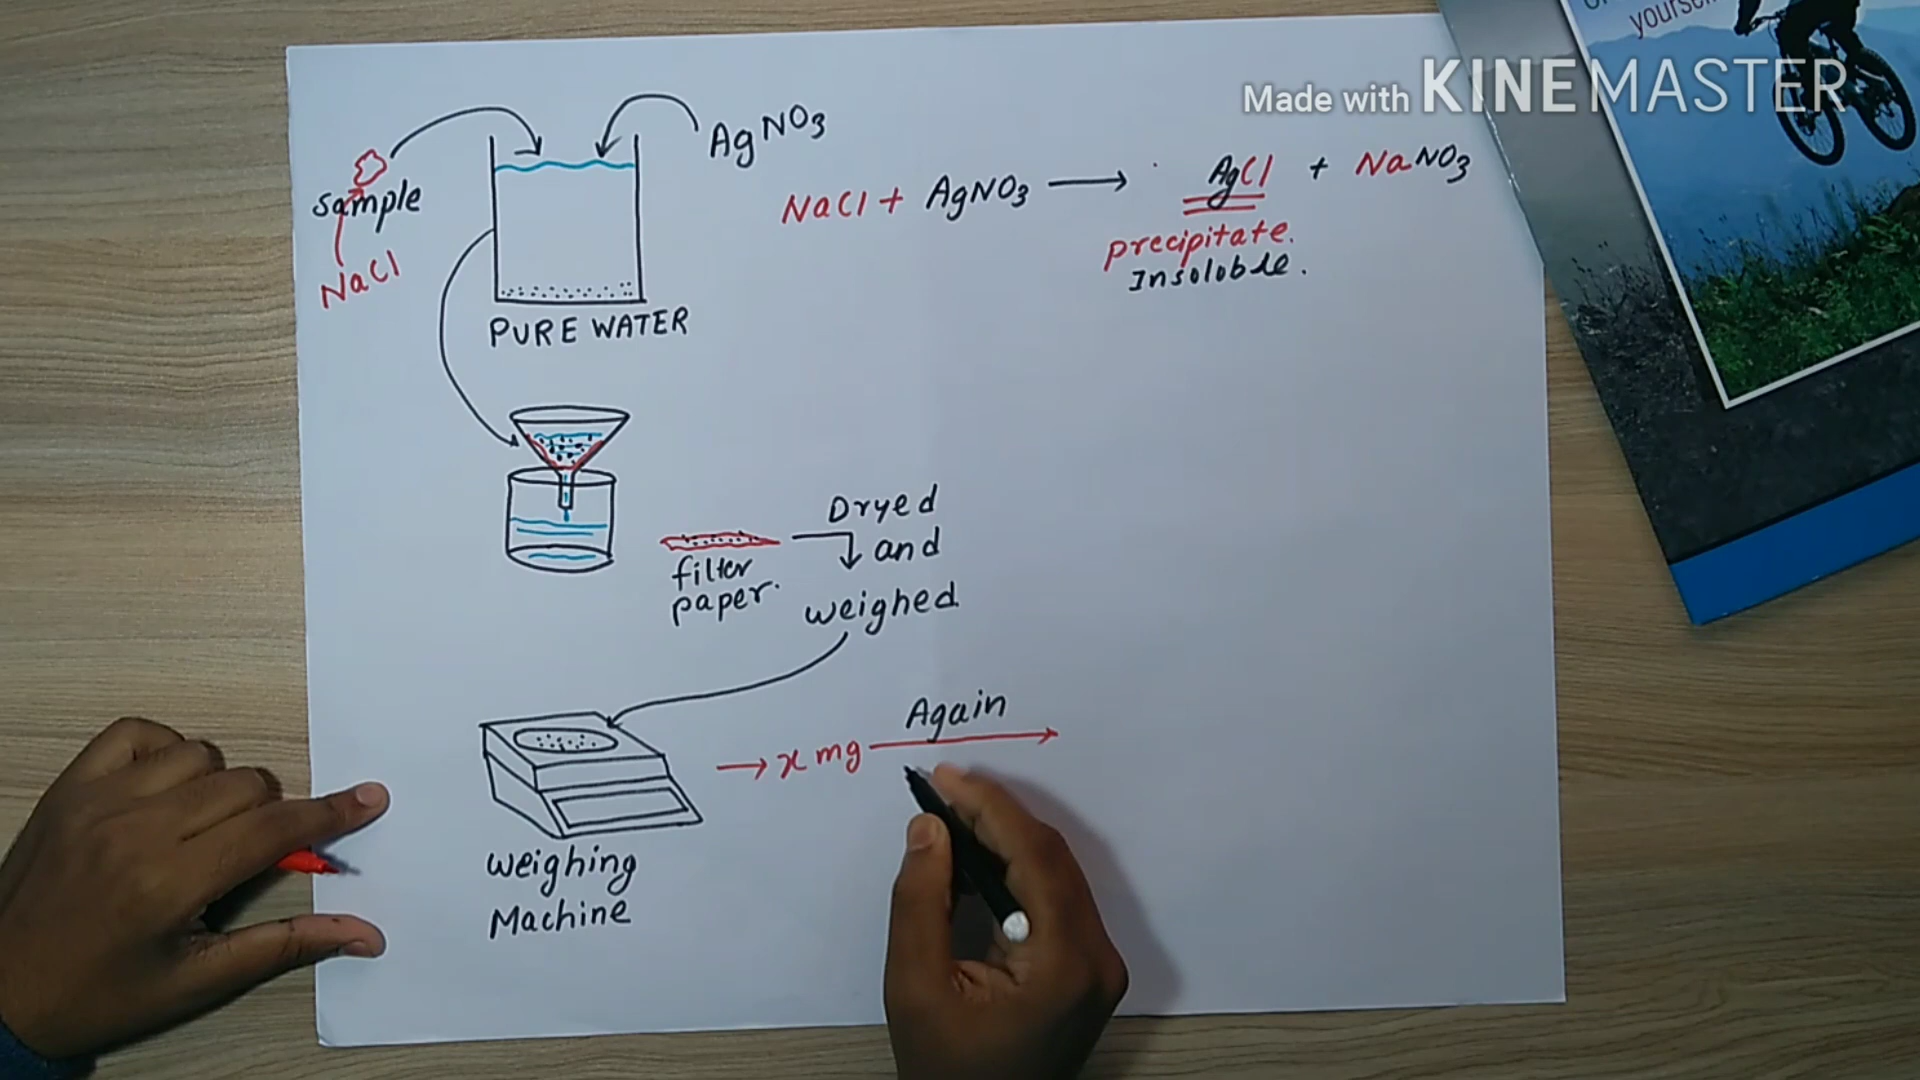 yourself
Made with KINEMASTER
AgNO3
sample
NaCl
NaCl + AgNO3 → AgCl + NaNO3
precipitate.
Insoloble.
PURE WATER
Dryed
and
weighed
filter
paper.
Again
→ x mg
weighing
Machine